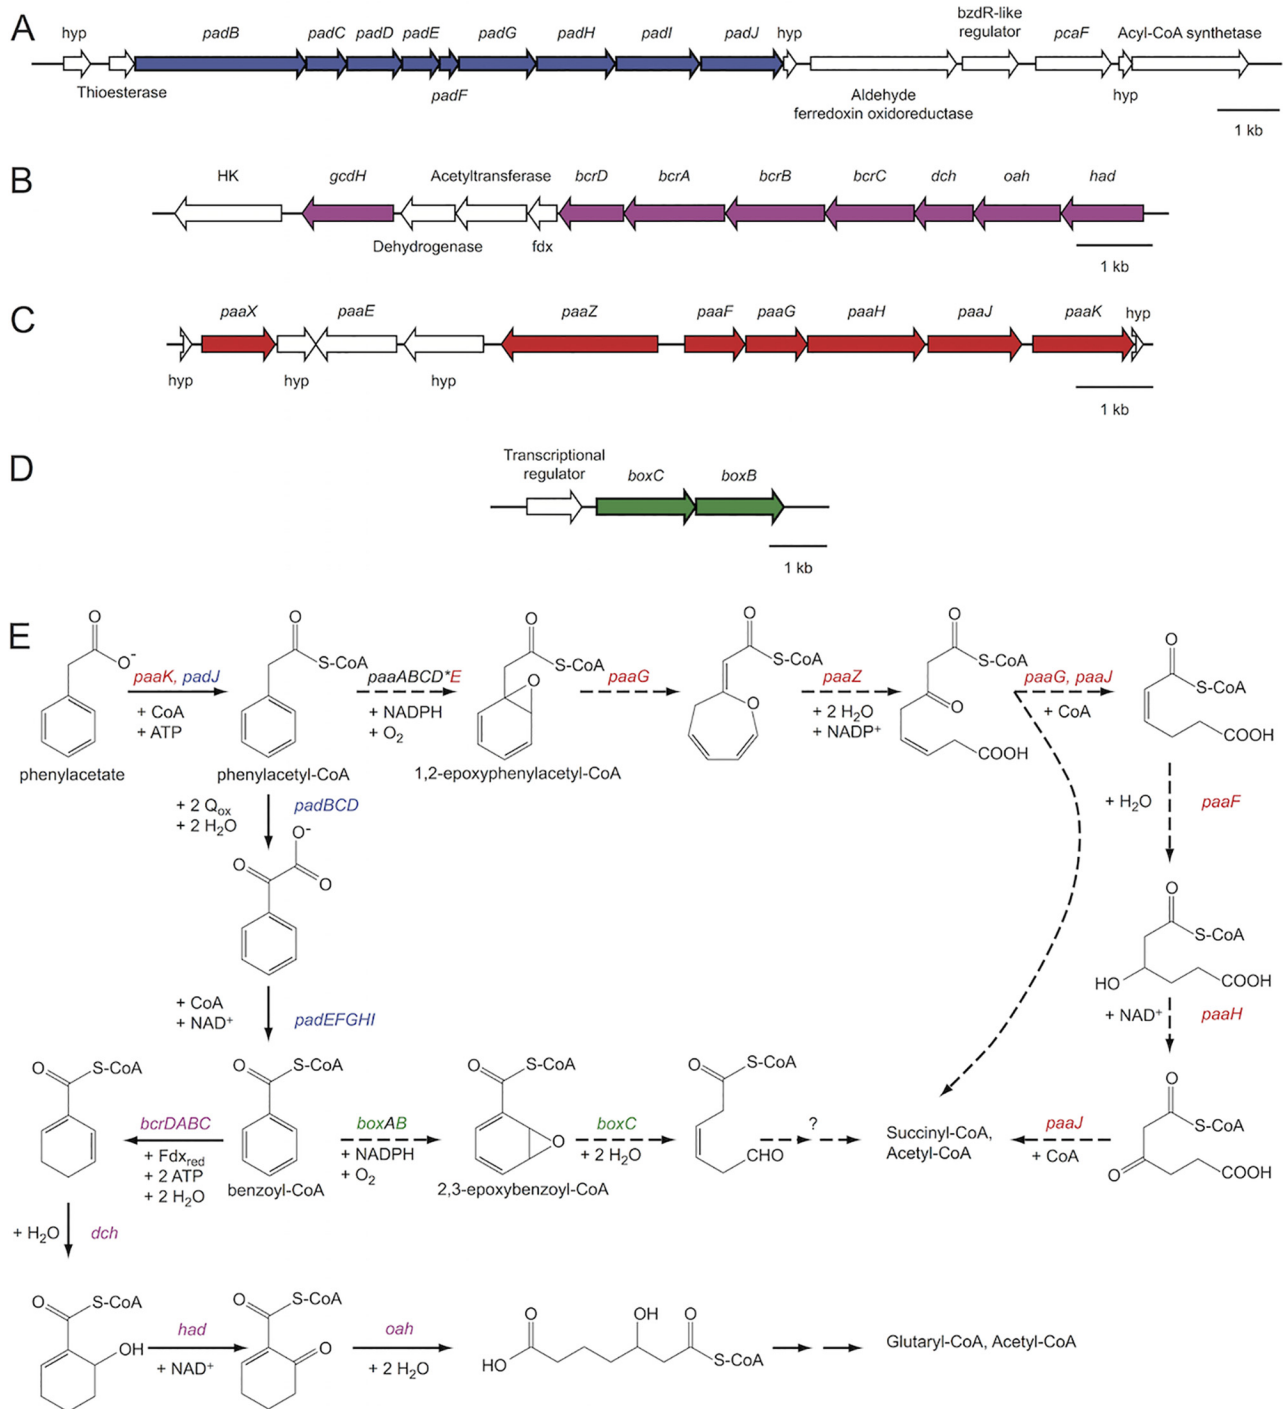 A
hyp
padB
padC
padD
padE
padG
padH
padI
padJ
hyp
bzdR-like
regulator
pcaF
Acyl-CoA synthetase
Thioesterase
padF
Aldehyde
ferredoxin oxidoreductase
hyp
1 kb
B
HK
gcdH
Acetyltransferase
bcrD
bcrA
bcrB
bcrC
dch
oah
had
Dehydrogenase
fdx
1 kb
C
paaX
paaE
paaZ
paaF
paaG
paaH
paaJ
paaK
hyp
hyp
hyp
hyp
1 kb
D
Transcriptional
regulator
boxC
boxB
1 kb
E
O
O-
paaK, padJ
+ CoA
+ ATP
phenylacetate
O
S-CoA
phenylacetyl-CoA
paaABCD*E
+ NADPH
+ O2
O
S-CoA
O
1,2-epoxyphenylacetyl-CoA
paaG
O
S-CoA
O
paaZ
+ 2 H2O
+ NADP+
O
S-CoA
O
COOH
paaG, paaJ
+ CoA
O
S-CoA
COOH
+ 2 Qox
+ 2 H2O
padBCD
+ H2O
paaF
O-
O
O
O
S-CoA
HO
COOH
+ CoA
+ NAD+
padEFGHI
+ NAD+
paaH
O
S-CoA
bcrDABC
+ Fdxred
+ 2 ATP
+ 2 H2O
O
S-CoA
benzoyl-CoA
boxAB
+ NADPH
+ O2
O
S-CoA
O
2,3-epoxybenzoyl-CoA
boxC
+ 2 H2O
O
S-CoA
CHO
?
Succinyl-CoA,
Acetyl-CoA
paaJ
+ CoA
O
S-CoA
O
COOH
+ H2O
dch
O
S-CoA
OH
had
+ NAD+
O
S-CoA
O
oah
+ 2 H2O
O
HO
OH
O
S-CoA
Glutaryl-CoA, Acetyl-CoA